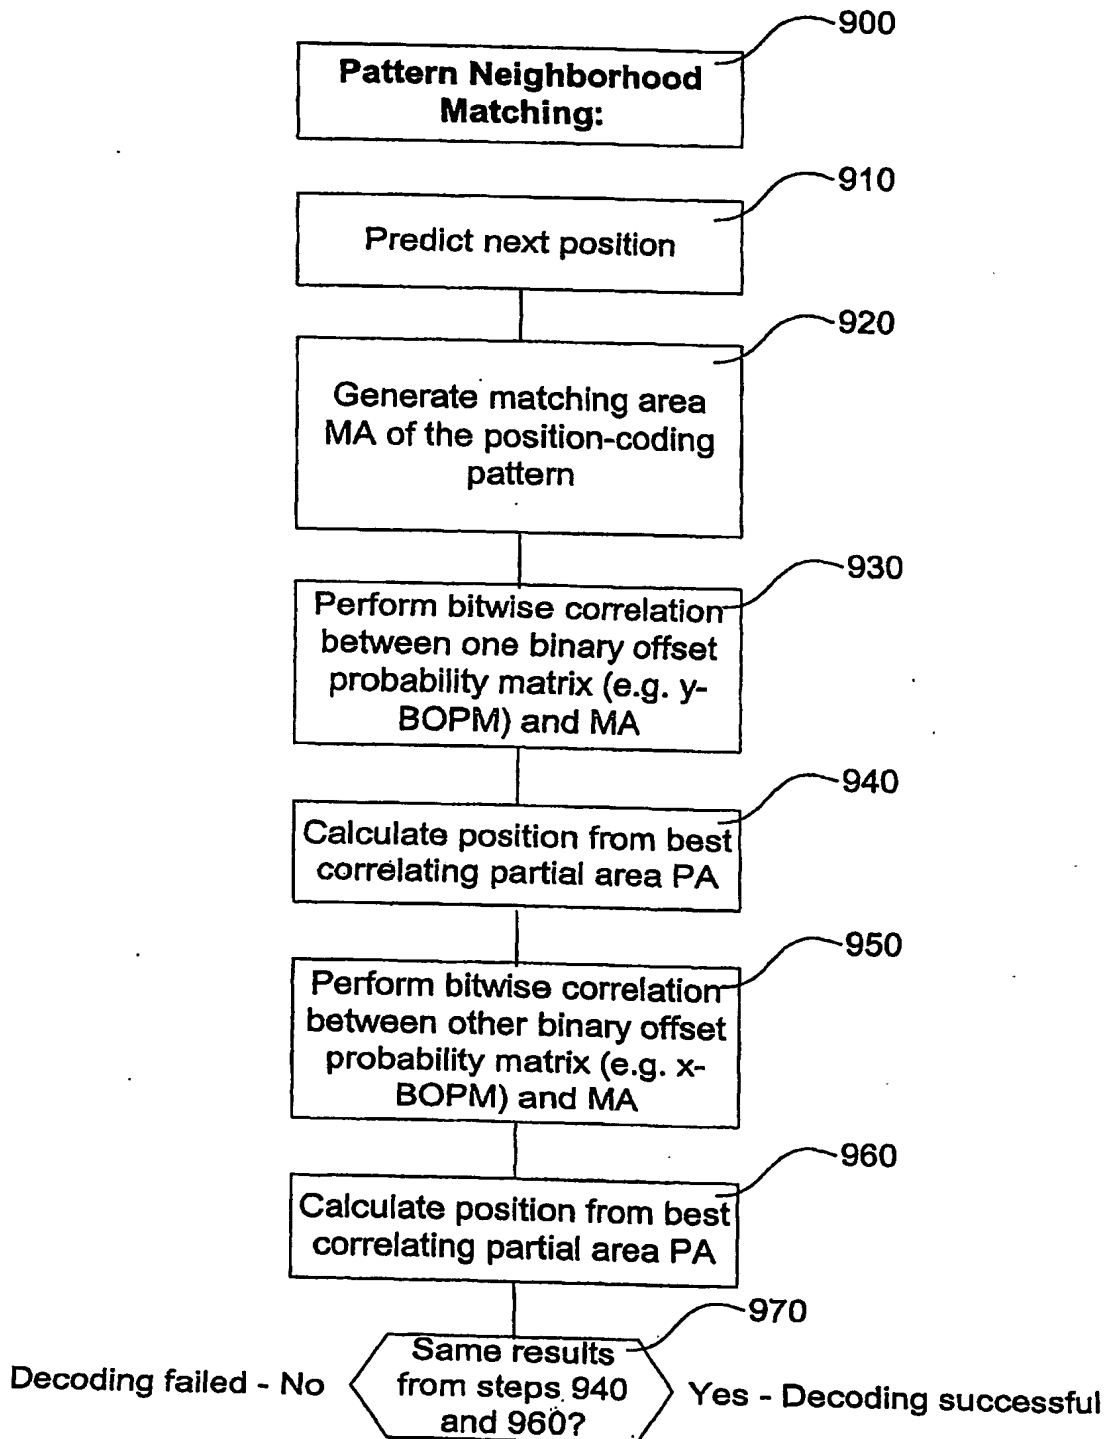 900
Pattern Neighborhood
Matching:
910
Predict next position
920
Generate matching area
MA of the position-coding
pattern
930
Perform bitwise correlation
between one binary offset
probability matrix (e.g. y-
BOPM) and MA
940
Calculate position from best
correlating partial area PA
950
Perform bitwise correlation
between other binary offset
probability matrix (e.g. x-
BOPM) and MA
960
Calculate position from best
correlating partial area PA
970
Same results
from steps 940
and 960?
Decoding failed - No
Yes - Decoding successful